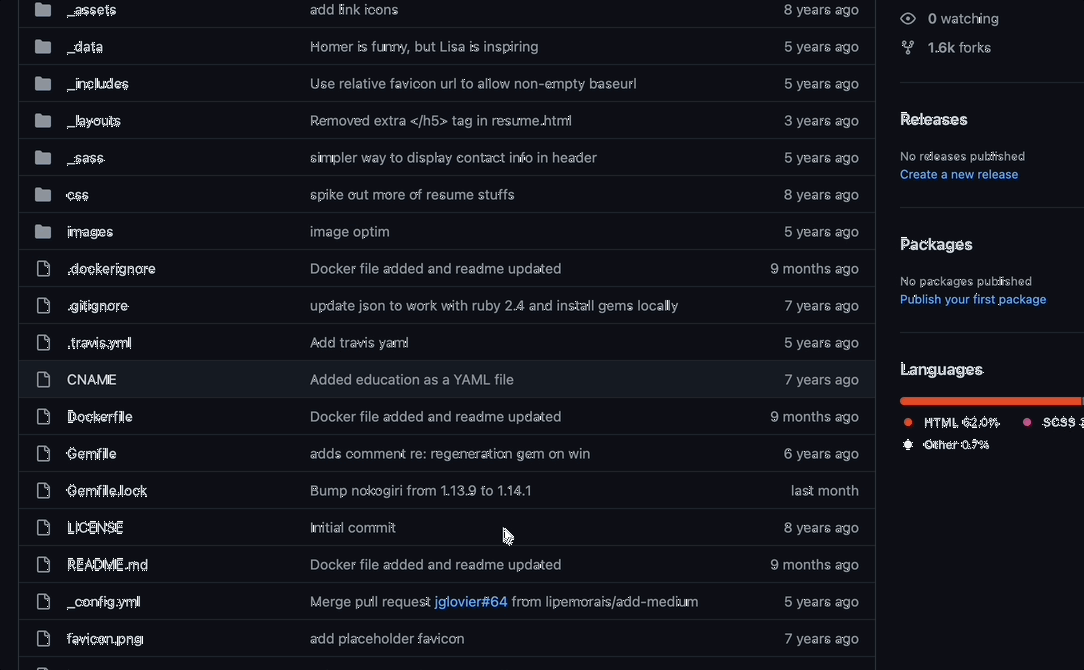 _assets add link icons 8 years ago
_data Homer is funny, but Lisa is inspiring 5 years ago
_includes Use relative favicon url to allow non-empty baseurl 5 years ago
_layouts Removed extra </h5> tag in resume.html 3 years ago
_sass simpler way to display contact info in header 5 years ago
css spike out more of resume stuffs 8 years ago
images image optim 5 years ago
.dockerignore Docker file added and readme updated 9 months ago
.gitignore update json to work with ruby 2.4 and install gems locally 7 years ago
.travis.yml Add travis yaml 5 years ago
CNAME Added education as a YAML file 7 years ago
Dockerfile Docker file added and readme updated 9 months ago
Gemfile adds comment re: regeneration gem on win 6 years ago
Gemfile.lock Bump nokogiri from 1.13.9 to 1.14.1 last month
LICENSE Initial commit 8 years ago
README.md Docker file added and readme updated 9 months ago
_config.yml Merge pull request jglovier#64 from lipemorais/add-medium 5 years ago
favicon.png add placeholder favicon 7 years ago
0 watching
1.6k forks
Releases
No releases published
Create a new release
Packages
No packages published
Publish your first package
Languages
HTML 62.0% SCSS
Other 0.7%